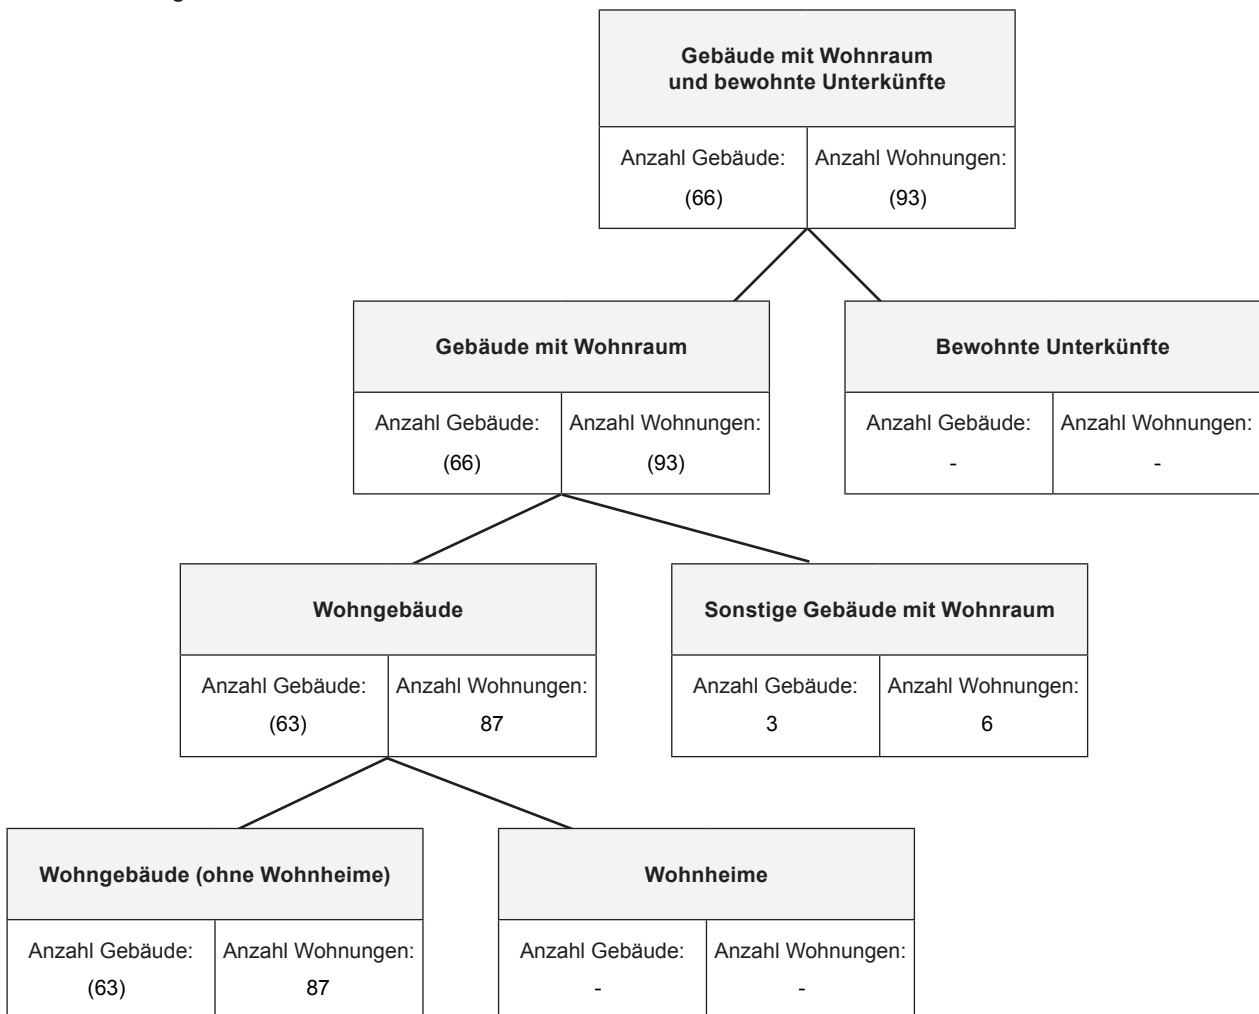 Gebäude mit Wohnraum
und bewohnte Unterkünfte
Anzahl Gebäude: Anzahl Wohnungen:
(66) (93)
Gebäude mit Wohnraum
Anzahl Gebäude: Anzahl Wohnungen:
(66) (93)
Bewohnte Unterkünfte
Anzahl Gebäude: Anzahl Wohnungen:
- -
Wohngebäude
Anzahl Gebäude: Anzahl Wohnungen:
(63) 87
Sonstige Gebäude mit Wohnraum
Anzahl Gebäude: Anzahl Wohnungen:
3 6
Wohngebäude (ohne Wohnheime)
Anzahl Gebäude: Anzahl Wohnungen:
(63) 87
Wohnheime
Anzahl Gebäude: Anzahl Wohnungen:
- -